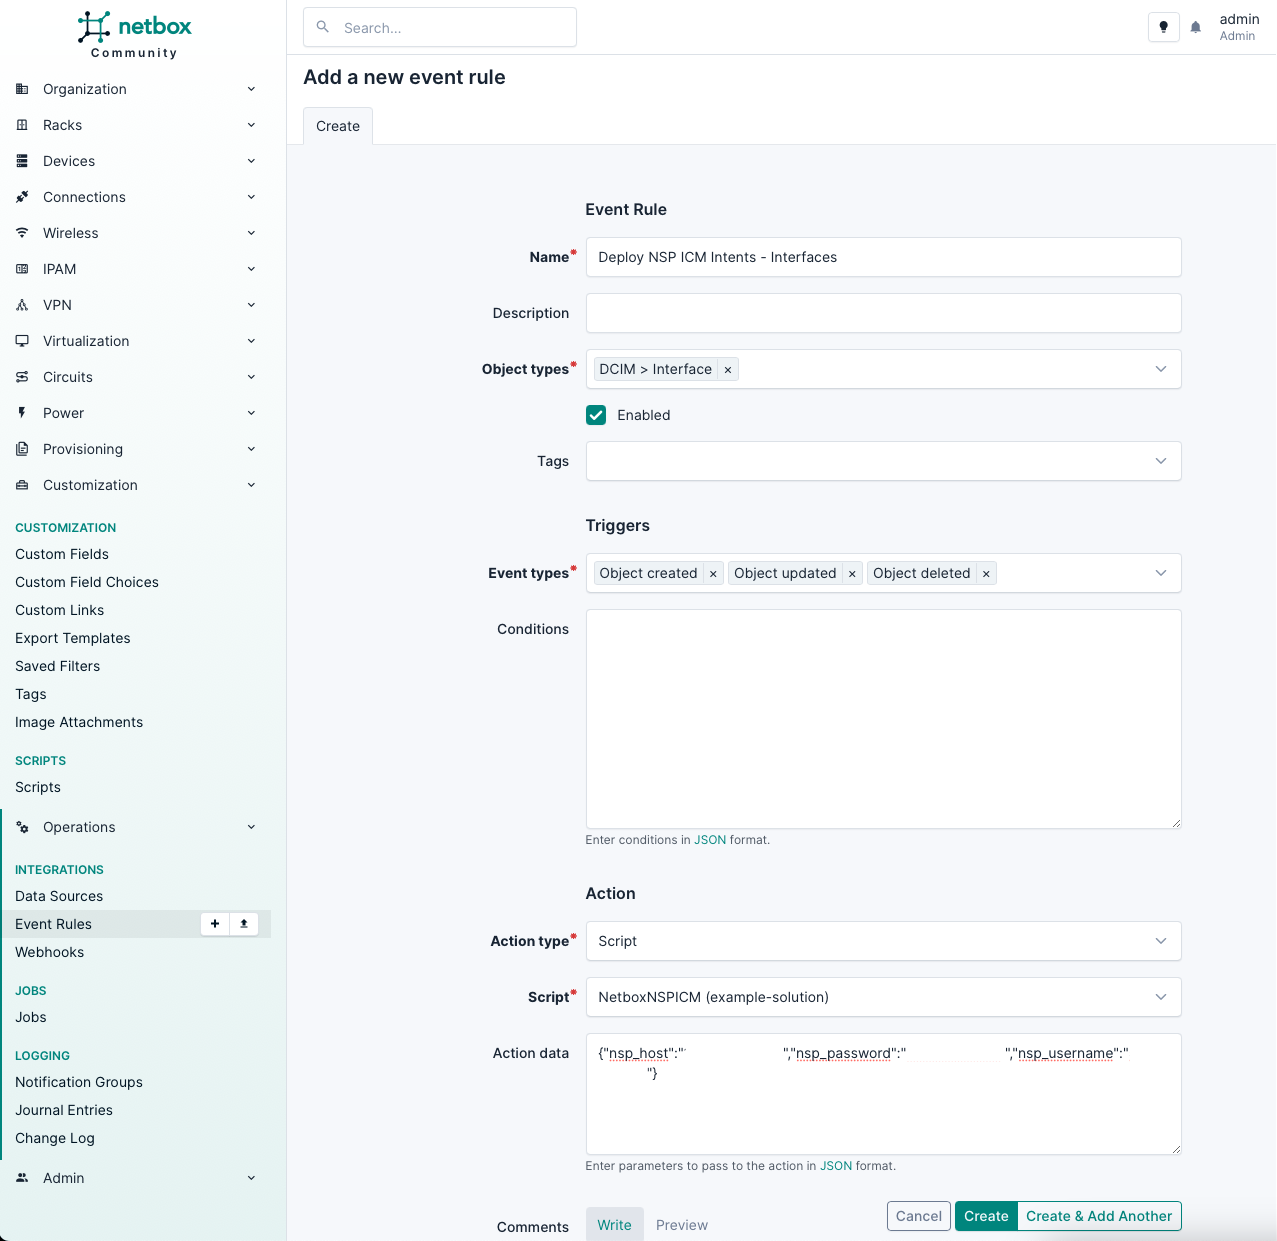 netbox
Community
Search...
admin
Admin
Add a new event rule
Create
Organization
Racks
Devices
Connections
Wireless
IPAM
VPN
Virtualization
Circuits
Power
Provisioning
Customization
CUSTOMIZATION
Custom Fields
Custom Field Choices
Custom Links
Export Templates
Saved Filters
Tags
Image Attachments
SCRIPTS
Scripts
Operations
INTEGRATIONS
Data Sources
Event Rules
Webhooks
JOBS
Jobs
LOGGING
Notification Groups
Journal Entries
Change Log
Admin
Event Rule
Name* Deploy NSP ICM Intents - Interfaces
Description
Object types* DCIM > Interface ×
Enabled
Tags
Triggers
Event types* Object created × Object updated × Object deleted ×
Conditions
Enter conditions in JSON format.
Action
Action type* Script
Script* NetboxNSPICM (example-solution)
Action data {"nsp_host":" ","nsp_password":" ","nsp_username":"
"}
Enter parameters to pass to the action in JSON format.
Comments Write Preview
Cancel Create Create & Add Another